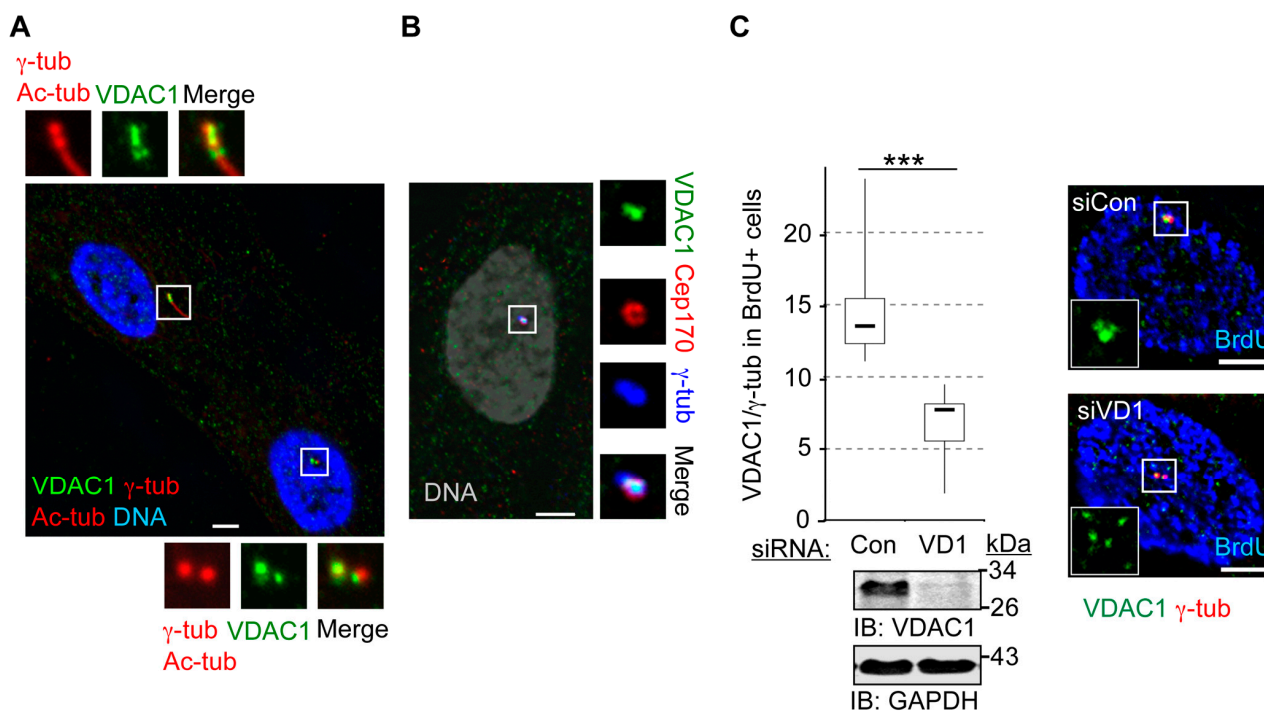 A
γ-tub
Ac-tub VDAC1 Merge
VDAC1 γ-tub
Ac-tub DNA
γ-tub VDAC1 Merge
Ac-tub
B
DNA
VDAC1
Cep170
γ-tub
Merge
C
***
VDAC1/γ-tub in BrdU+ cells
20
15
10
5
0
siRNA: Con VD1 kDa
34
26
IB: VDAC1
43
IB: GAPDH
siCon
BrdU
siVD1
BrdU
VDAC1 γ-tub